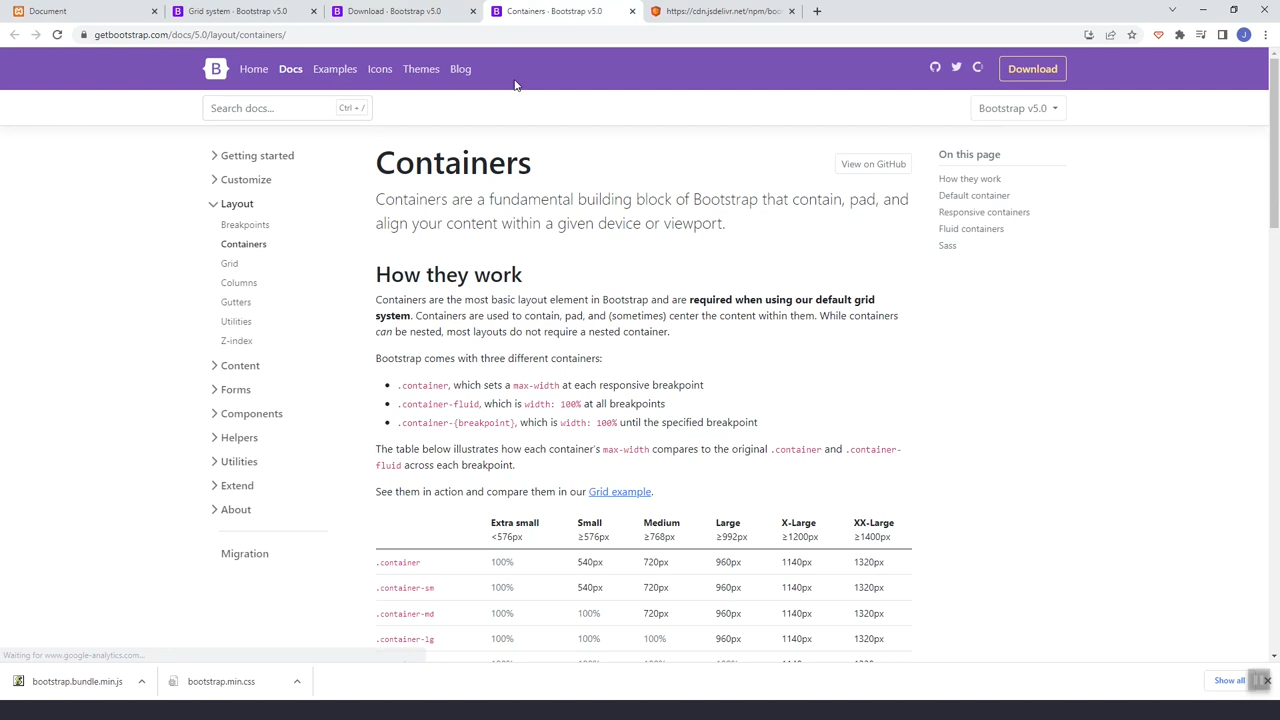 Document
Grid system - Bootstrap v5.0
Download - Bootstrap v5.0
Containers - Bootstrap v5.0
https://cdn.jsdelivr.net/npm/boo
getbootstrap.com/docs/5.0/layout/containers/
J
B
Home
Docs
Examples
Icons
Themes
Blog
Download
Search docs...
Ctrl + /
Bootstrap v5.0
Getting started
Customize
Layout
Breakpoints
Containers
Grid
Columns
Gutters
Utilities
Z-index
Content
Forms
Components
Helpers
Utilities
Extend
About
Migration
Containers
View on GitHub
Containers are a fundamental building block of Bootstrap that contain, pad, and
align your content within a given device or viewport.
How they work
Containers are the most basic layout element in Bootstrap and are required when using our default grid
system. Containers are used to contain, pad, and (sometimes) center the content within them. While containers
can be nested, most layouts do not require a nested container.
Bootstrap comes with three different containers:
.container, which sets a max-width at each responsive breakpoint
.container-fluid, which is width: 100% at all breakpoints
.container-{breakpoint}, which is width: 100% until the specified breakpoint
The table below illustrates how each container's max-width compares to the original .container and .container-
fluid across each breakpoint.
See them in action and compare them in our Grid example.
Extra small Small Medium Large X-Large XX-Large
<576px ≥576px ≥768px ≥992px ≥1200px ≥1400px
.container 100% 540px 720px 960px 1140px 1320px
.container-sm 100% 540px 720px 960px 1140px 1320px
.container-md 100% 100% 720px 960px 1140px 1320px
.container-lg 100% 100% 100% 960px 1140px 1320px
On this page
How they work
Default container
Responsive containers
Fluid containers
Sass
Waiting for www.google-analytics.com...
bootstrap.bundle.min.js
bootstrap.min.css
Show all